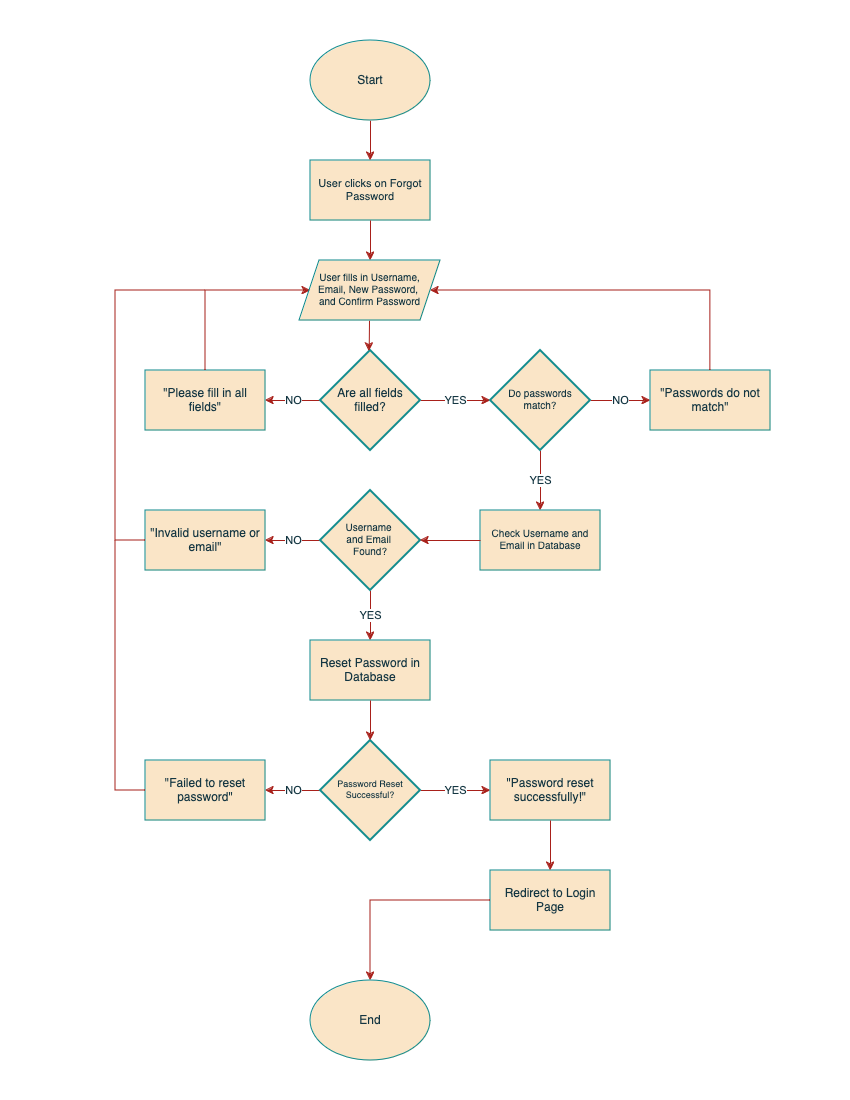 Start
User clicks on Forgot
Password
User fills in Username,
Email, New Password,
and Confirm Password
"Please fill in all
fields"
NO
Are all fields
filled?
YES
Do passwords
match?
NO
"Passwords do not
match"
YES
"Invalid username or
email"
NO
Username
and Email
Found?
Check Username and
Email in Database
YES
Reset Password in
Database
"Failed to reset
password"
NO
Password Reset
Successful?
YES
"Password reset
successfully!"
Redirect to Login
Page
End